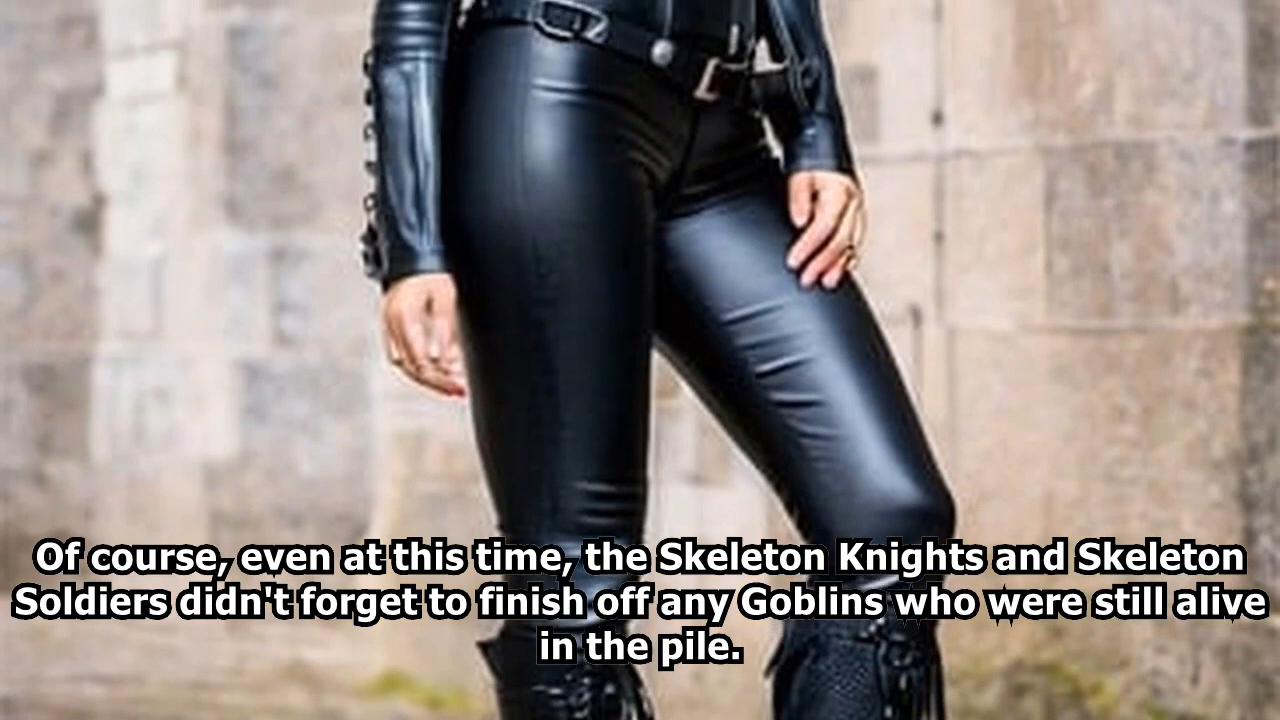 Of course, even at this time, the Skeleton Knights and Skeleton
Soldiers didn't forget to finish off any Goblins who were still alive
in the pile.